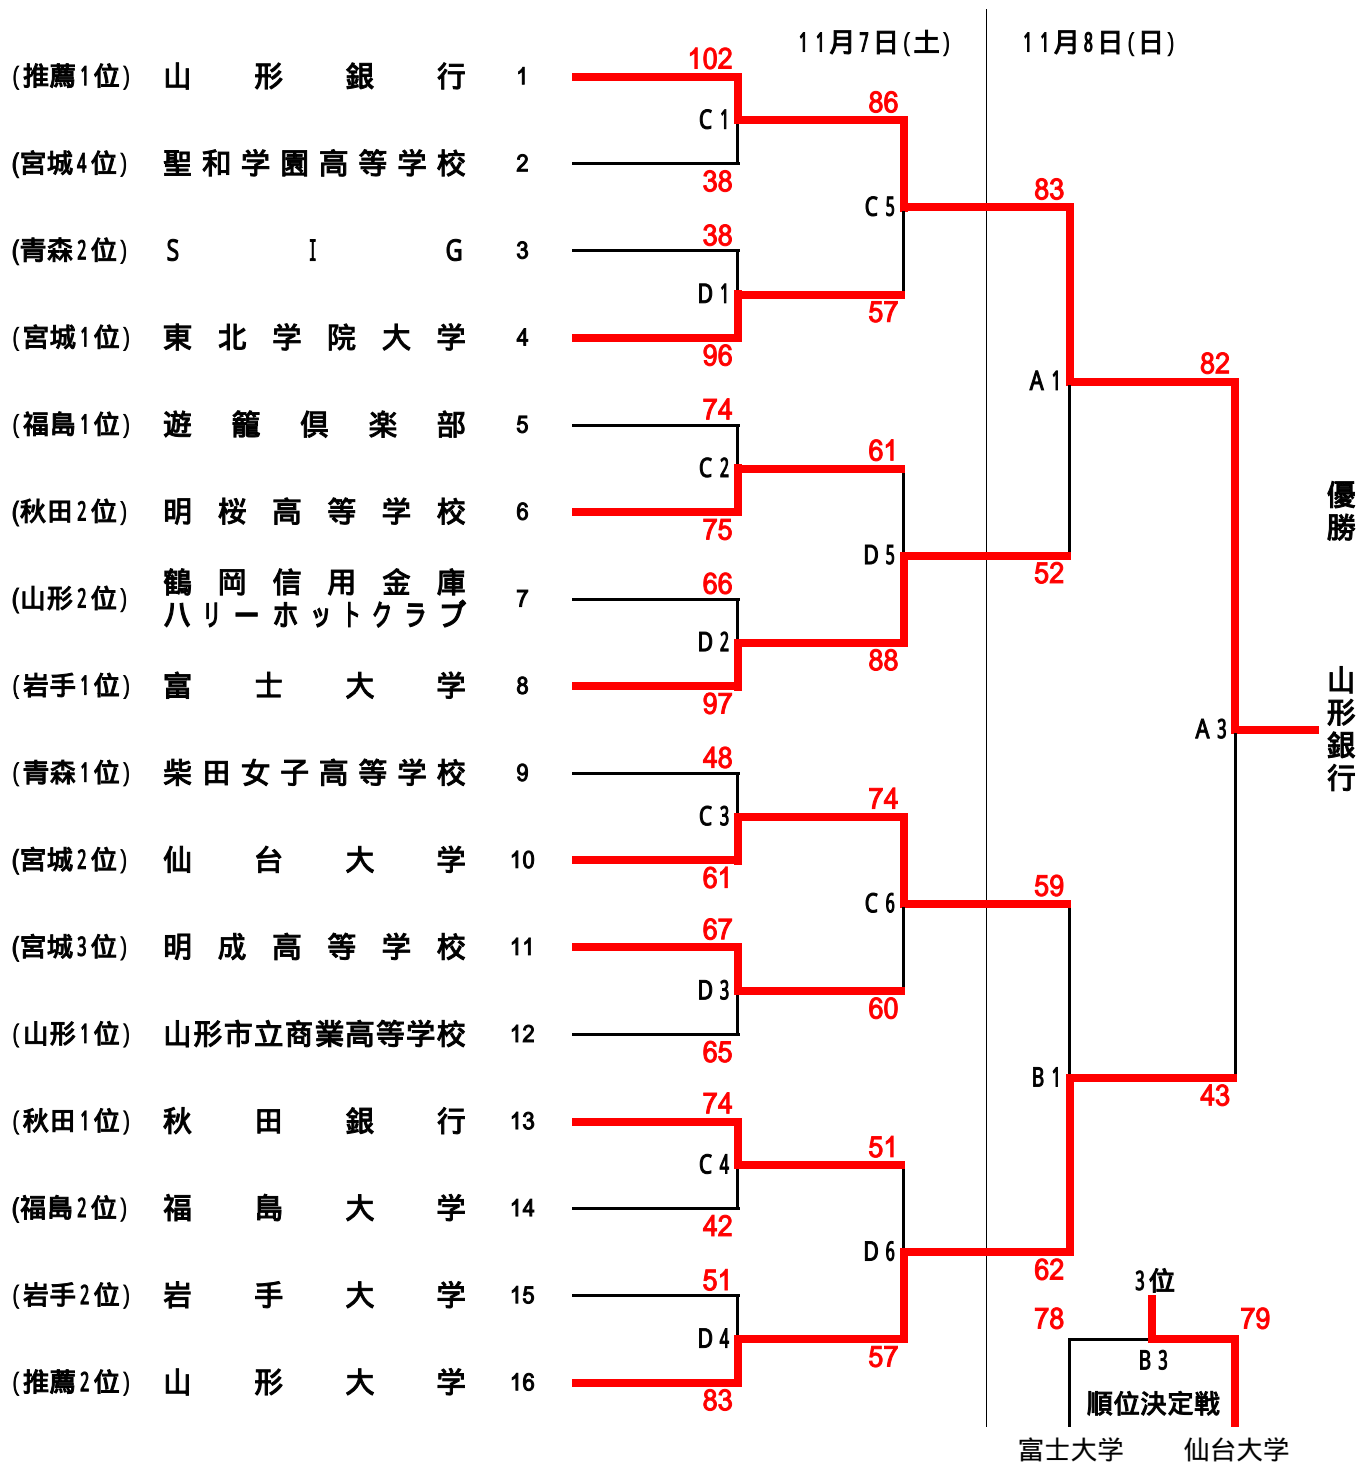 11月7日(土)
11月8日(日)
(推薦1位) 山形銀行 1
102
C1
86
(宮城4位) 聖和学園高等学校 2
38
C5
83
(青森2位) SIG 3
38
D1
57
(宮城1位) 東北学院大学 4
96
A1
82
(福島1位) 遊籠倶楽部 5
74
C2
61
(秋田2位) 明桜高等学校 6
75
D5
52
(山形2位) 鶴岡信用金庫
ハリーホットクラブ 7
66
D2
88
(岩手1位) 富士大学 8
97
A3
優勝
山形銀行
(青森1位) 柴田女子高等学校 9
48
C3
74
(宮城2位) 仙台大学 10
61
C6
59
(宮城3位) 明成高等学校 11
67
D3
60
(山形1位) 山形市立商業高等学校 12
65
B1
43
(秋田1位) 秋田銀行 13
74
C4
51
(福島2位) 福島大学 14
42
D6
62
(岩手2位) 岩手大学 15
51
D4
57
(推薦2位) 山形大学 16
83
3位
78
79
B3
順位決定戦
富士大学 仙台大学